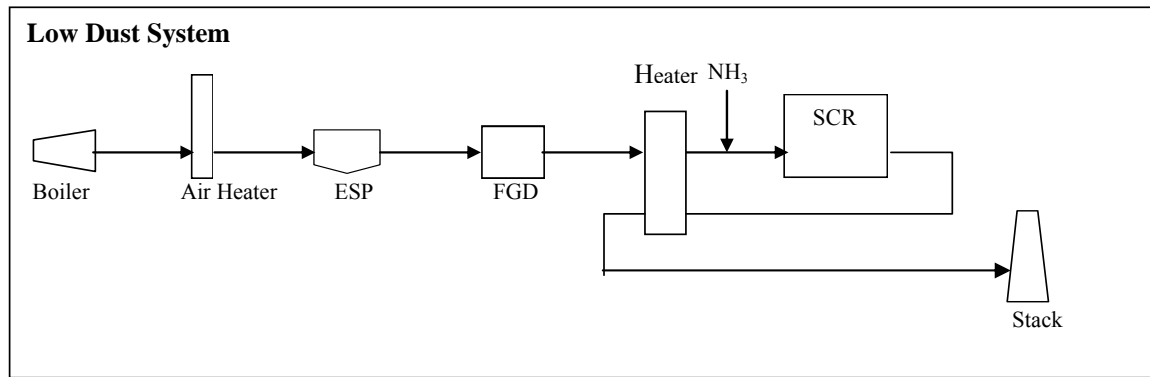 Low Dust System
Heater NH₃
SCR
Boiler Air Heater ESP FGD
Stack